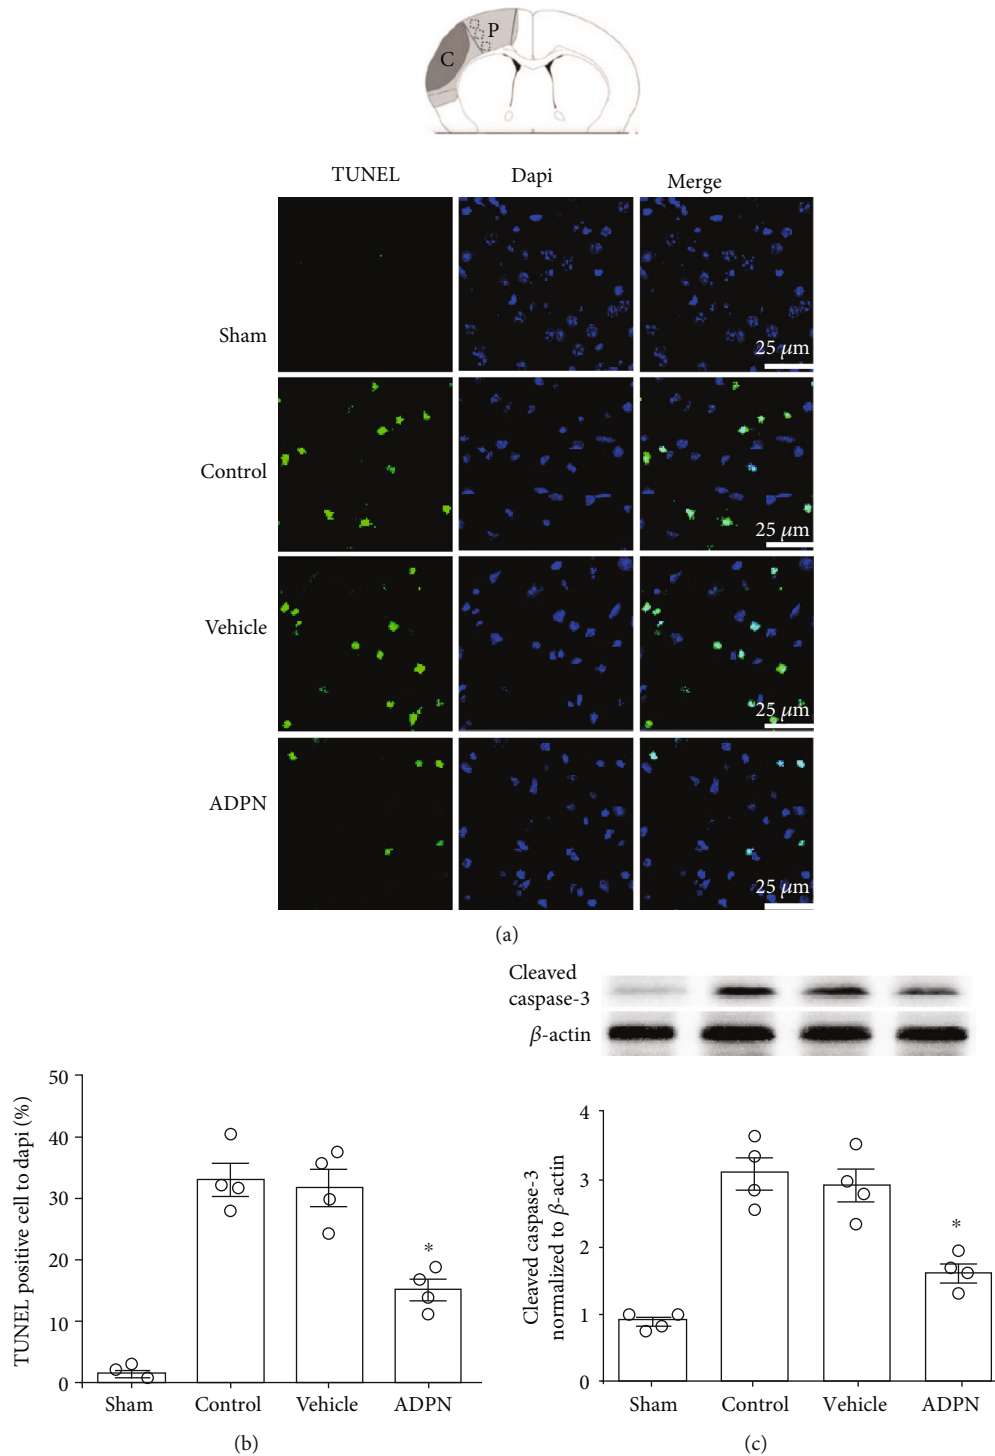 P
C
TUNEL Dapi Merge
Sham
25 μm
Control
25 μm
Vehicle
25 μm
ADPN
25 μm
(a)
Cleaved
caspase-3
β-actin
TUNEL positive cell to dapi (%)
50
40
30
20
10
0
*
Sham Control Vehicle ADPN
(b)
Cleaved caspase-3
normalized to β-actin
4
3
2
1
0
*
Sham Control Vehicle ADPN
(c)